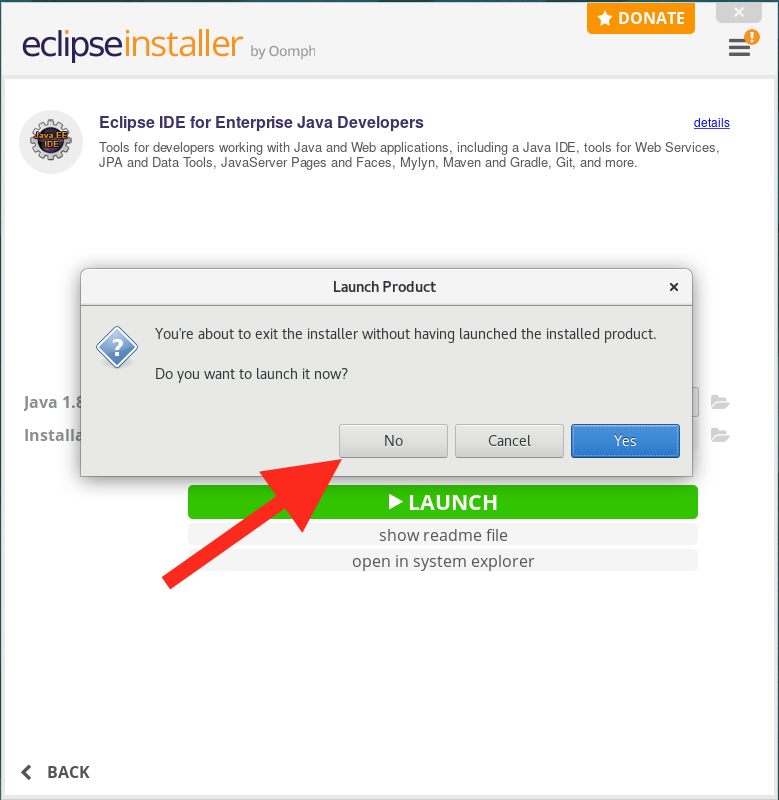 DONATE
eclipseinstaller by Oomph
Java EE
IDE
Eclipse IDE for Enterprise Java Developers
details
Tools for developers working with Java and Web applications, including a Java IDE, tools for Web Services,
JPA and Data Tools, JavaServer Pages and Faces, Mylyn, Maven and Gradle, Git, and more.
Launch Product
You're about to exit the installer without having launched the installed product.
Do you want to launch it now?
Java 1.8
Installa
No Cancel Yes
LAUNCH
show readme file
open in system explorer
BACK